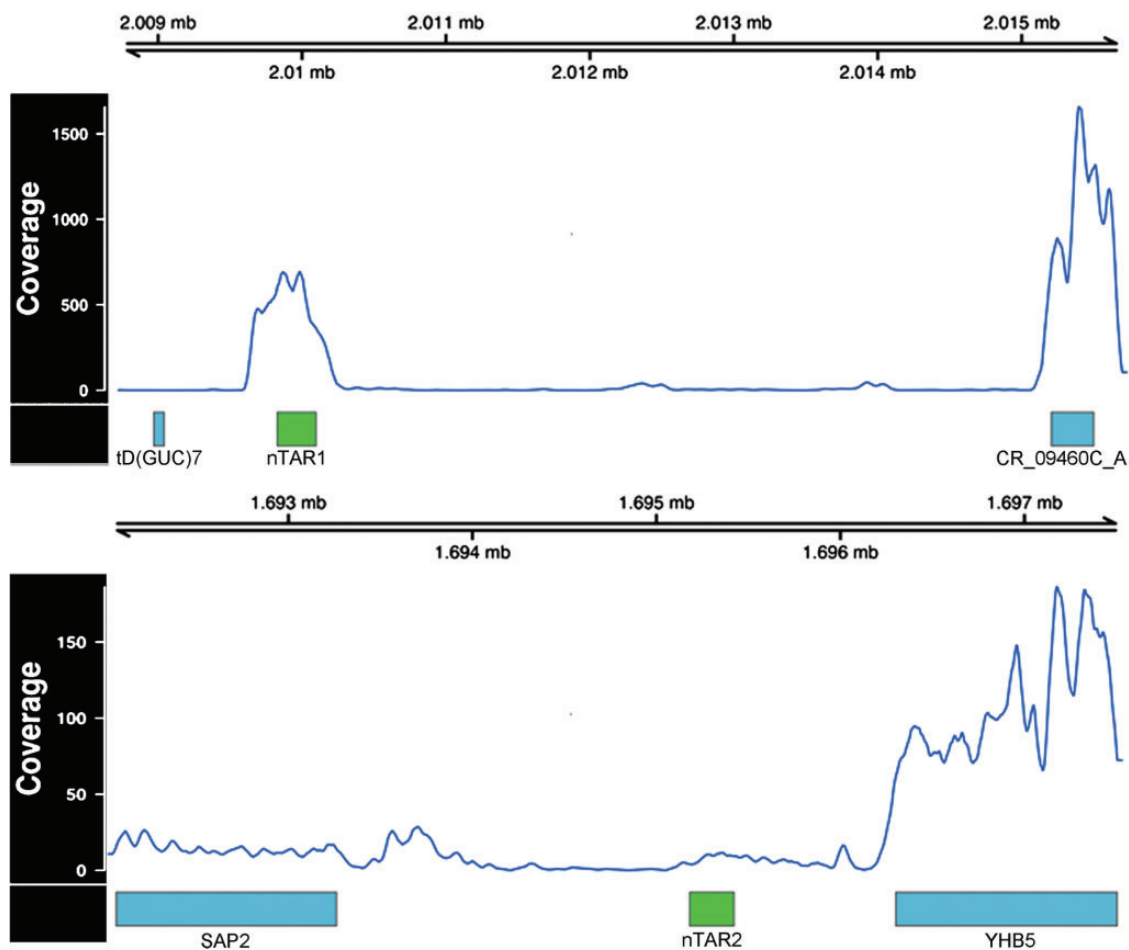 2.009 mb 2.011 mb 2.013 mb 2.015 mb
2.01 mb 2.012 mb 2.014 mb
Coverage
1500
1000
500
0
tD(GUC)7 nTAR1 CR_09460C_A
1.693 mb 1.695 mb 1.697 mb
1.694 mb 1.696 mb
Coverage
150
100
50
0
SAP2 nTAR2 YHB5